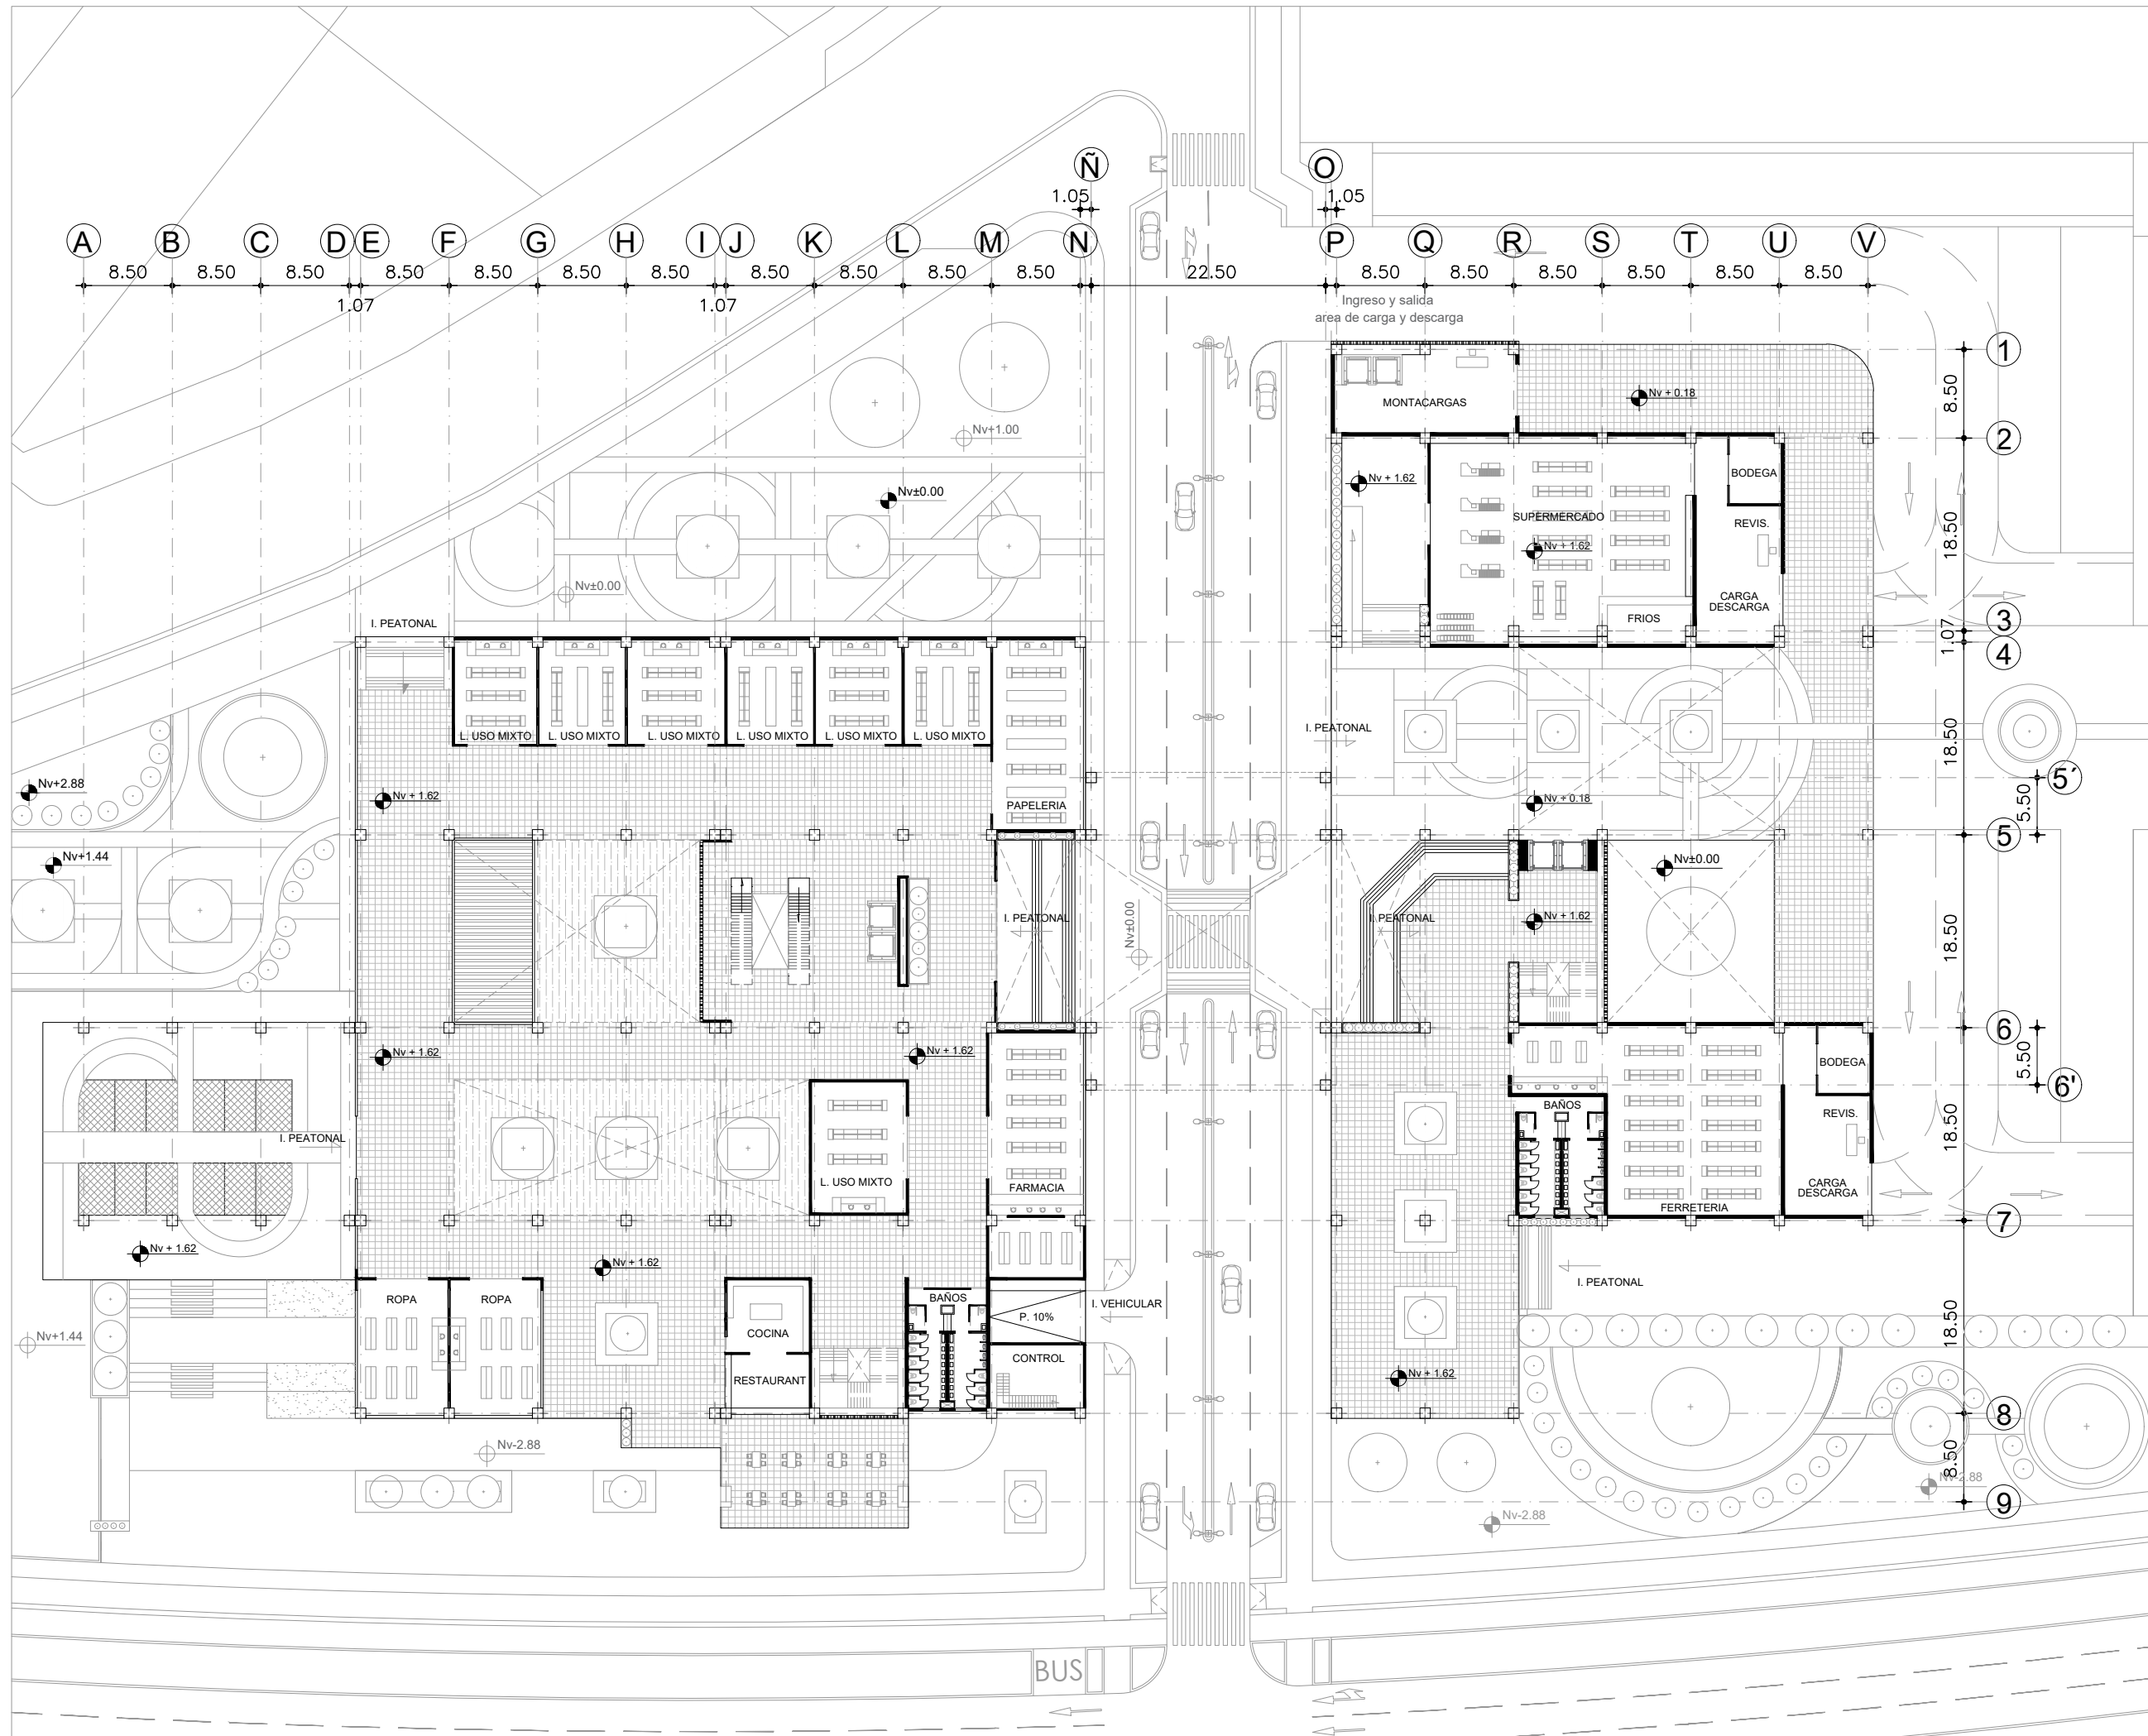 Ñ
O
1.05
1.05
A
B
C
D
E
F
G
H
I
J
K
L
M
N
P
Q
R
S
T
U
V
8.50
8.50
8.50
8.50
8.50
8.50
8.50
8.50
8.50
8.50
8.50
22.50
8.50
8.50
8.50
8.50
8.50
8.50
1.07
1.07
Ingreso y salida
area de carga y descarga
1
8.50
MONTACARGAS
Nv + 0.18
Nv+1.00
2
BODEGA
Nv + 1.62
Nv±0.00
SUPERMERCADO
REVIS.
18.50
Nv + 1.62
Nv±0.00
CARGA
DESCARGA
FRIOS
I. PEATONAL
3
1.07
4
L. USO MIXTO
L. USO MIXTO
L. USO MIXTO
L. USO MIXTO
L. USO MIXTO
L. USO MIXTO
I. PEATONAL
18.50
5´
Nv+2.88
Nv + 1.62
PAPELERIA
Nv + 0.18
5.50
5
Nv+1.44
Nv±0.00
I. PEATONAL
I. PEATONAL
Nv + 1.62
Nv±0.00
18.50
6
Nv + 1.62
Nv + 1.62
BODEGA
5.50
6'
BAÑOS
REVIS.
18.50
I. PEATONAL
L. USO MIXTO
FARMACIA
CARGA
DESCARGA
FERRETERIA
7
Nv + 1.62
Nv + 1.62
I. PEATONAL
ROPA
ROPA
BAÑOS
I. VEHICULAR
P. 10%
18.50
Nv+1.44
COCINA
CONTROL
RESTAURANT
Nv + 1.62
8
Nv-2.88
8.50
Nv-2.88
9
Nv-2.88
BUS